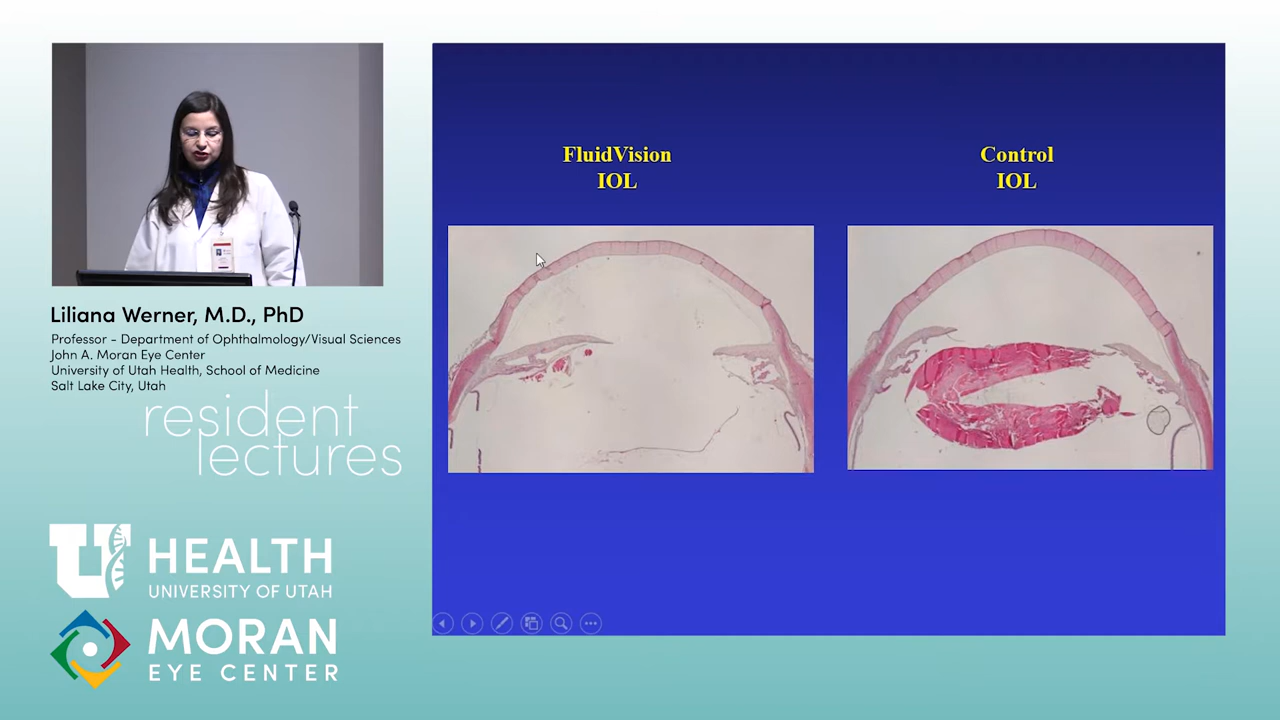 Liliana Werner, M.D., PhD
Professor - Department of Ophthalmology/Visual Sciences
John A. Moran Eye Center
University of Utah Health, School of Medicine
Salt Lake City, Utah
resident
lectures
U HEALTH
UNIVERSITY OF UTAH
MORAN
EYE CENTER
FluidVision
IOL
Control
IOL